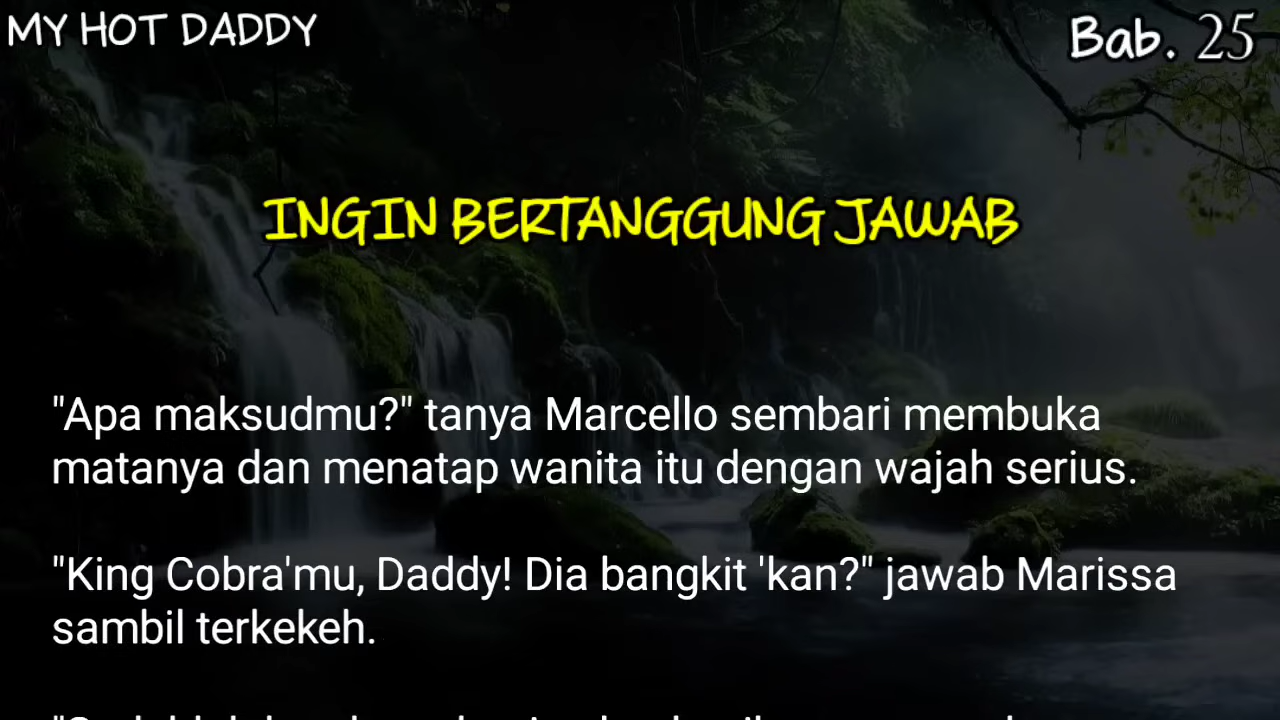 MY HOT DADDY
Bab. 25
INGIN BERTANGGUNG JAWAB
"Apa maksudmu?" tanya Marcello sembari membuka
matanya dan menatap wanita itu dengan wajah serius.
"King Cobra'mu, Daddy! Dia bangkit 'kan?" jawab Marissa
sambil terkekeh.